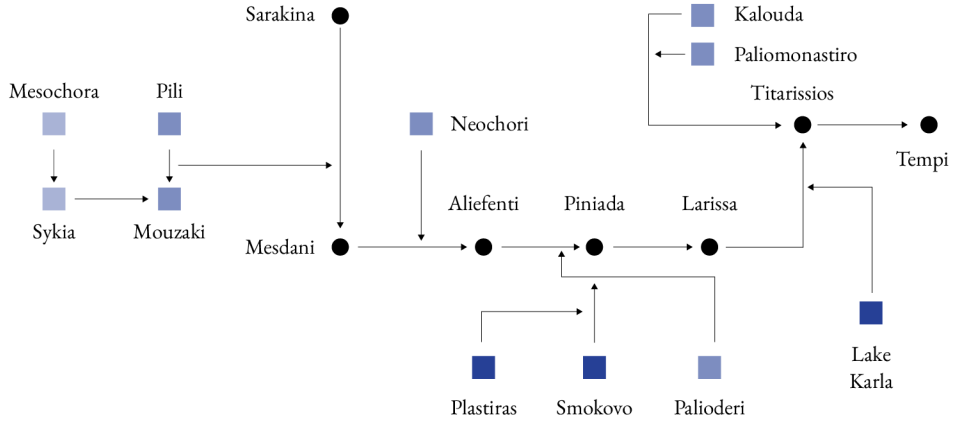 Sarakina
Kalouda
Paliomonastiro
Mesochora
Pili
Titarissios
Neochori
Tempi
Aliefenti
Piniada
Larissa
Sykia
Mouzaki
Mesdani
Lake
Karla
Plastiras
Smokovo
Palioderi